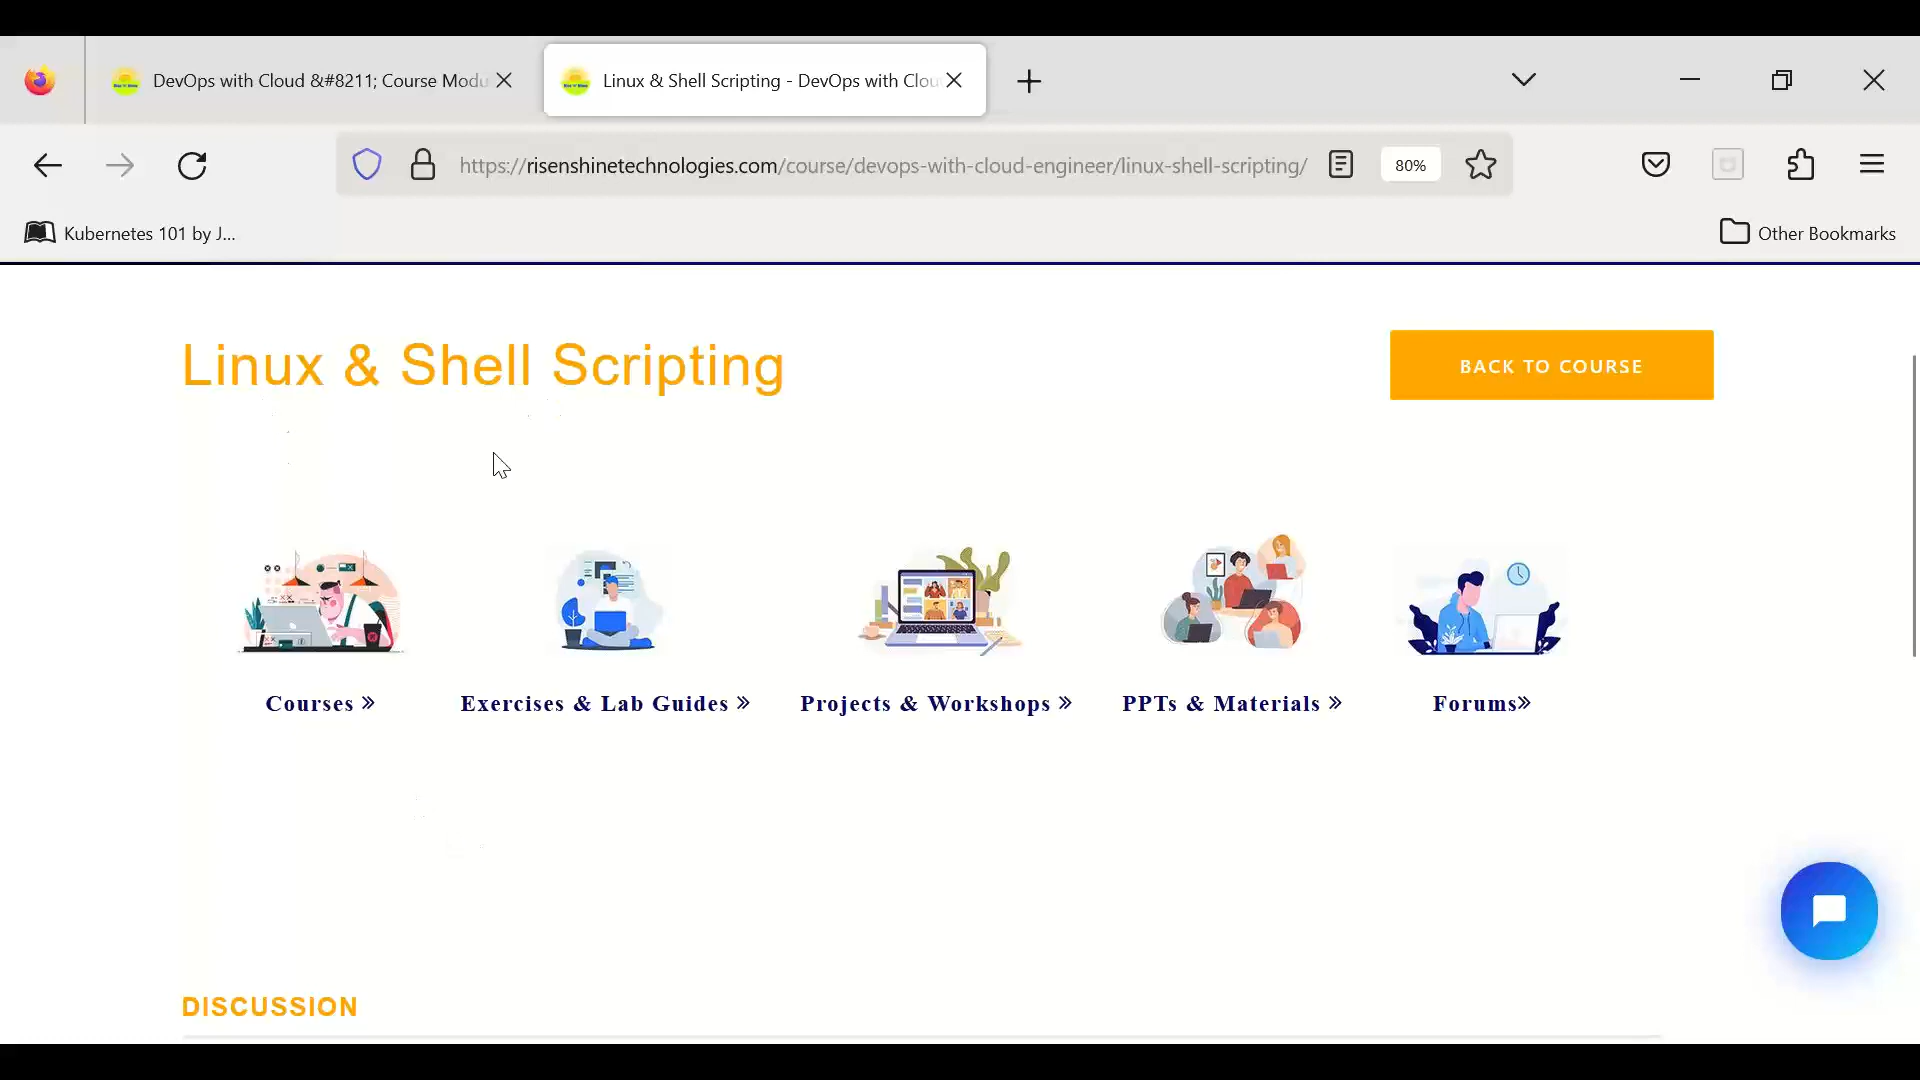 DevOps with Cloud &#8211; Course Modu
Linux & Shell Scripting - DevOps with Clou
https://risenshinetechnologies.com/course/devops-with-cloud-engineer/linux-shell-scripting/
80%
Kubernetes 101 by J...
Other Bookmarks
Linux & Shell Scripting
BACK TO COURSE
Courses »
Exercises & Lab Guides »
Projects & Workshops »
PPTs & Materials »
Forums»
DISCUSSION